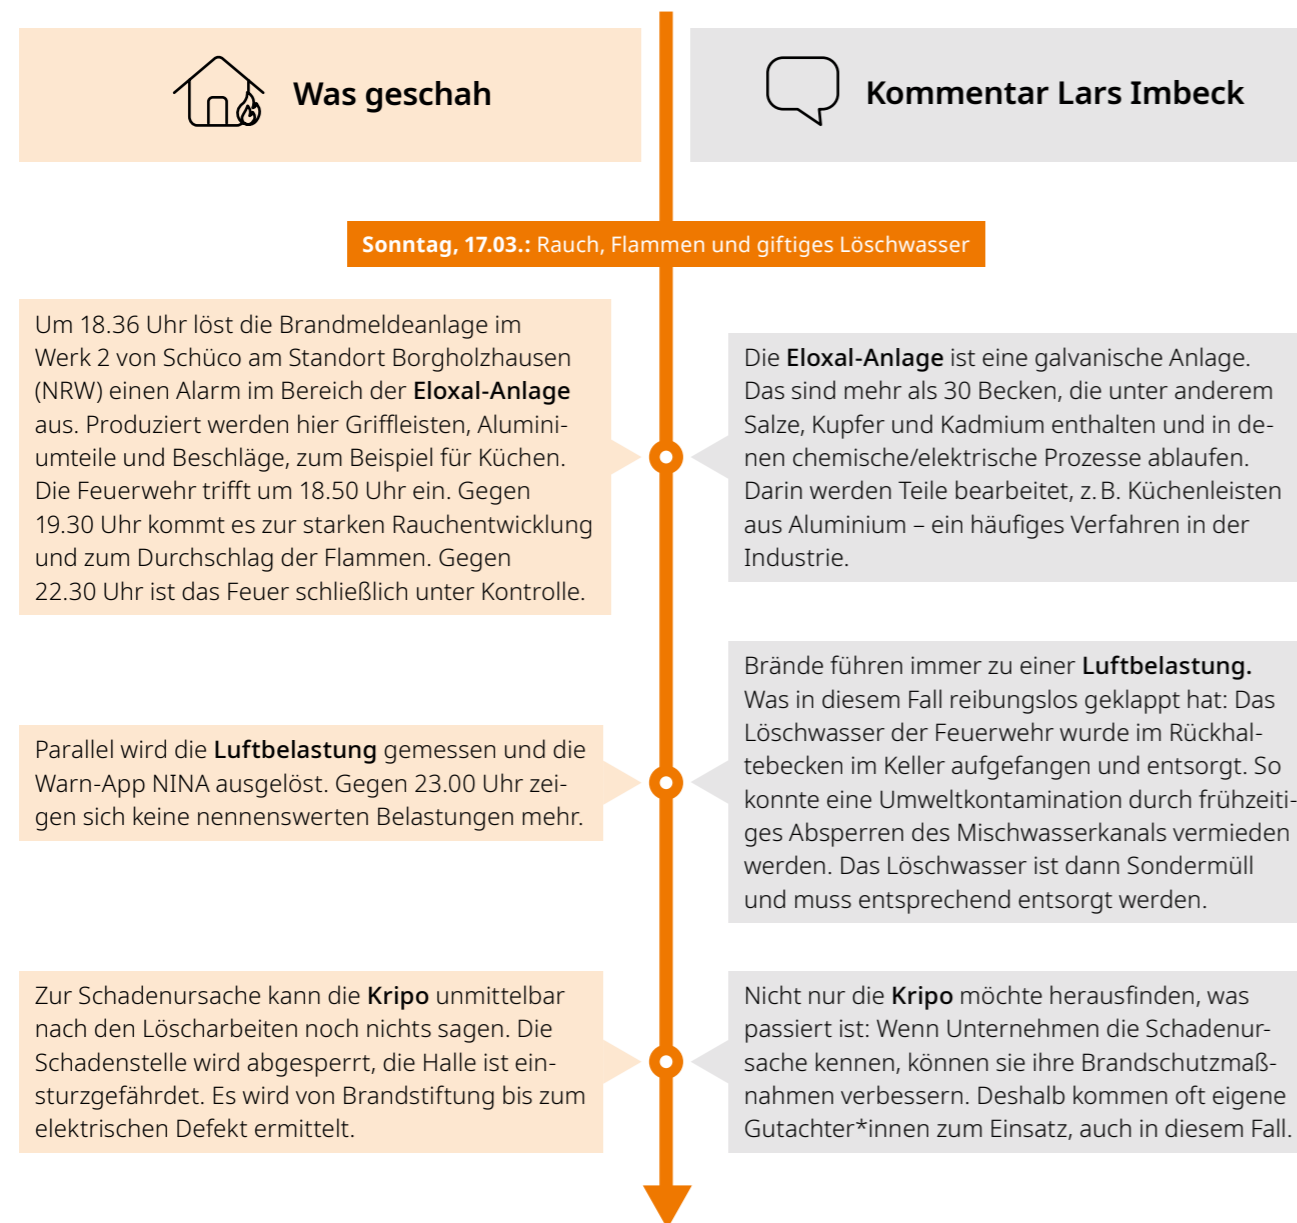 Was geschah
Kommentar Lars Imbeck
Sonntag, 17.03.: Rauch, Flammen und giftiges Löschwasser
Um 18.36 Uhr löst die Brandmeldeanlage im
Werk 2 von Schüco am Standort Borgholzhausen
(NRW) einen Alarm im Bereich der Eloxal-Anlage
aus. Produziert werden hier Griffleisten, Alumini-
umteile und Beschläge, zum Beispiel für Küchen.
Die Feuerwehr trifft um 18.50 Uhr ein. Gegen
19.30 Uhr kommt es zur starken Rauchentwicklung
und zum Durchschlag der Flammen. Gegen
22.30 Uhr ist das Feuer schließlich unter Kontrolle.
Die Eloxal-Anlage ist eine galvanische Anlage.
Das sind mehr als 30 Becken, die unter anderem
Salze, Kupfer und Kadmium enthalten und in de-
nen chemische/elektrische Prozesse ablaufen.
Darin werden Teile bearbeitet, z. B. Küchenleisten
aus Aluminium – ein häufiges Verfahren in der
Industrie.
Parallel wird die Luftbelastung gemessen und die
Warn-App NINA ausgelöst. Gegen 23.00 Uhr zei-
gen sich keine nennenswerten Belastungen mehr.
Brände führen immer zu einer Luftbelastung.
Was in diesem Fall reibungslos geklappt hat: Das
Löschwasser der Feuerwehr wurde im Rückhal-
tebecken im Keller aufgefangen und entsorgt. So
konnte eine Umweltkontamination durch frühzeiti-
ges Absperren des Mischwasserkanals vermieden
werden. Das Löschwasser ist dann Sondermüll
und muss entsprechend entsorgt werden.
Zur Schadenursache kann die Kripo unmittelbar
nach den Löscharbeiten noch nichts sagen. Die
Schadenstelle wird abgesperrt, die Halle ist ein-
sturzgefährdet. Es wird von Brandstiftung bis zum
elektrischen Defekt ermittelt.
Nicht nur die Kripo möchte herausfinden, was
passiert ist: Wenn Unternehmen die Schadenur-
sache kennen, können sie ihre Brandschutzmaß-
nahmen verbessern. Deshalb kommen oft eigene
Gutachter*innen zum Einsatz, auch in diesem Fall.